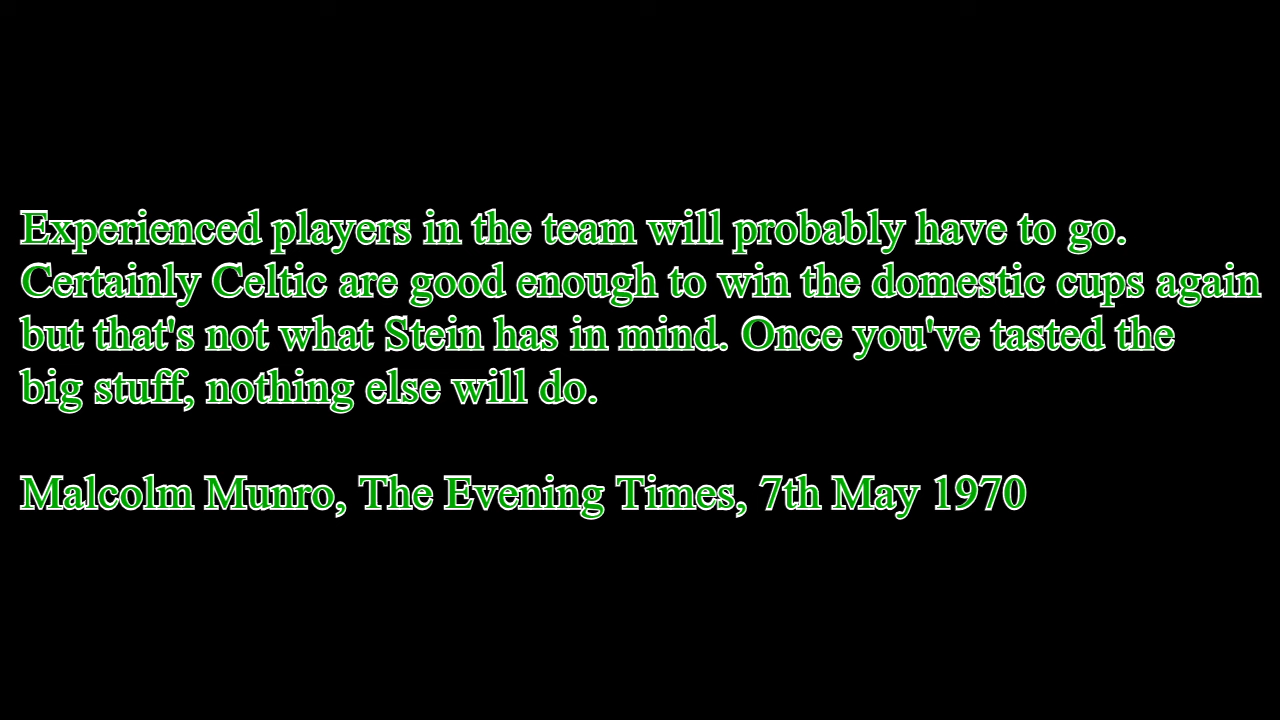 Experienced players in the team will probably have to go.
Certainly Celtic are good enough to win the domestic cups again
but that's not what Stein has in mind. Once you've tasted the
big stuff, nothing else will do.
Malcolm Munro, The Evening Times, 7th May 1970